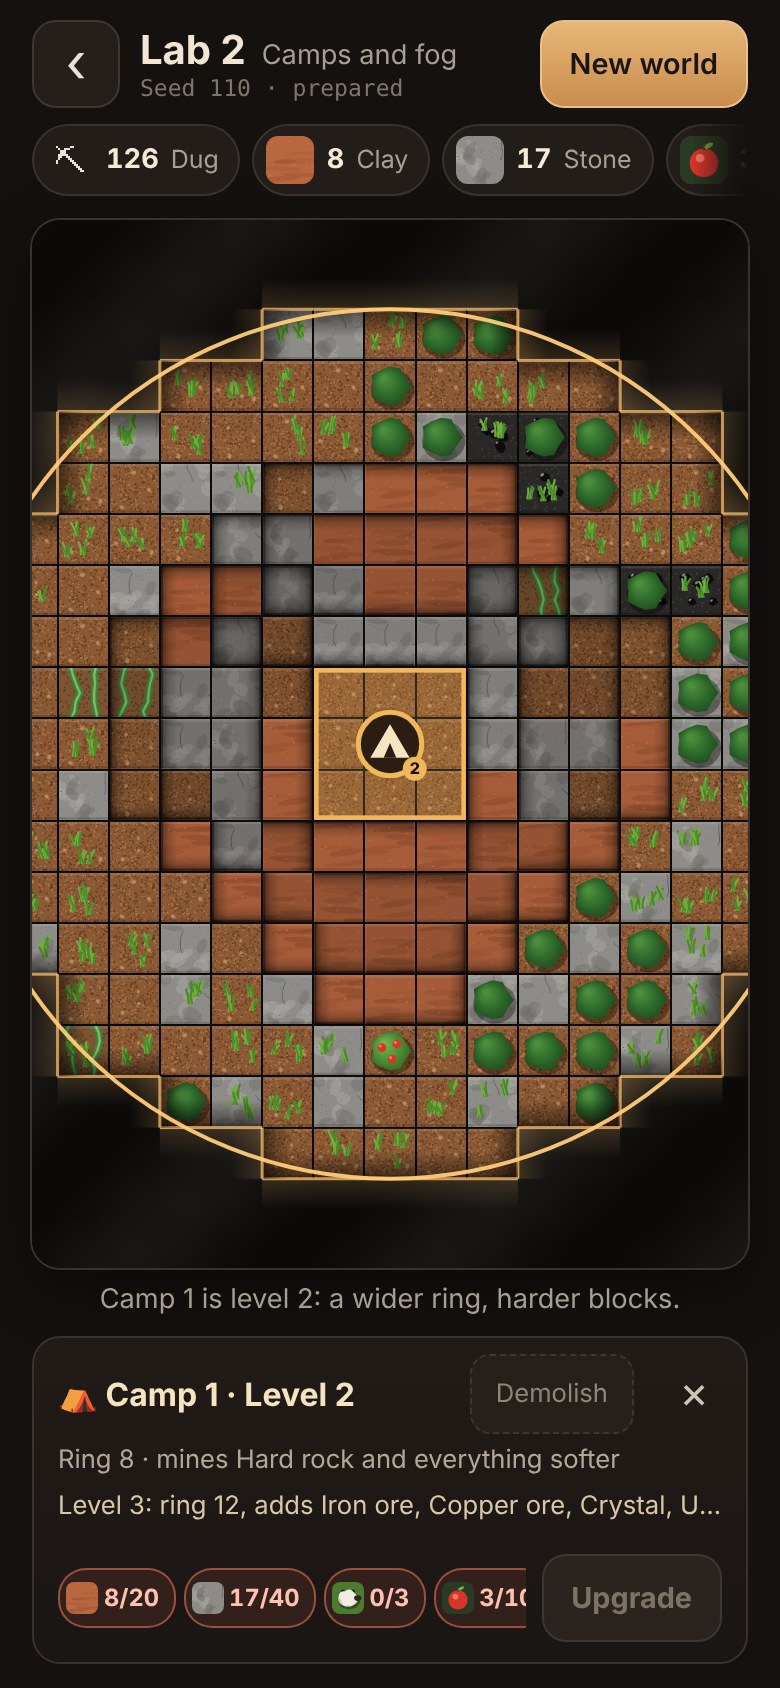 Lab 2 Camps and fog
Seed 110 · prepared
New world
126 Dug
8 Clay
17 Stone
2
Camp 1 is level 2: a wider ring, harder blocks.
Camp 1 · Level 2
Demolish
Ring 8 · mines Hard rock and everything softer
Level 3: ring 12, adds Iron ore, Copper ore, Crystal, U...
8/20
17/40
0/3
3/10
Upgrade